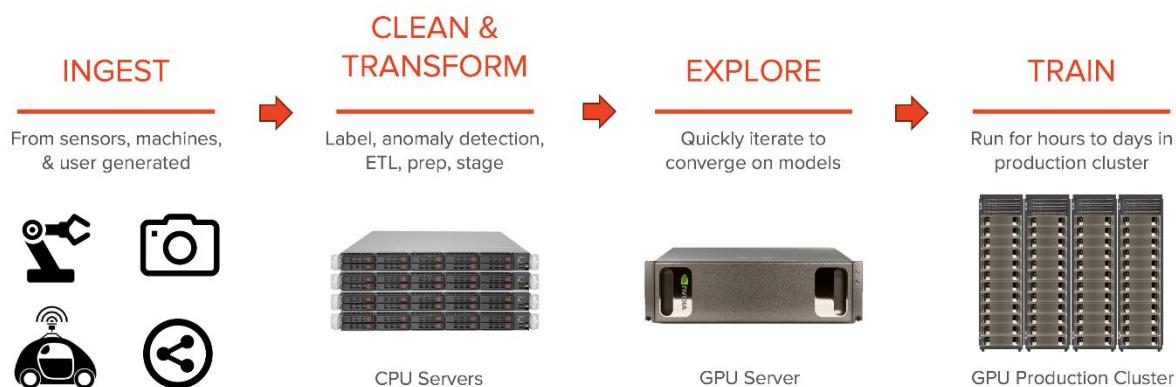 INGEST
From sensors, machines,
& user generated
CLEAN &
TRANSFORM
Label, anomaly detection,
ETL, prep, stage
CPU Servers
EXPLORE
Quickly iterate to
converge on models
NVIDIA
GPU Server
TRAIN
Run for hours to days in
production cluster
GPU Production Cluster